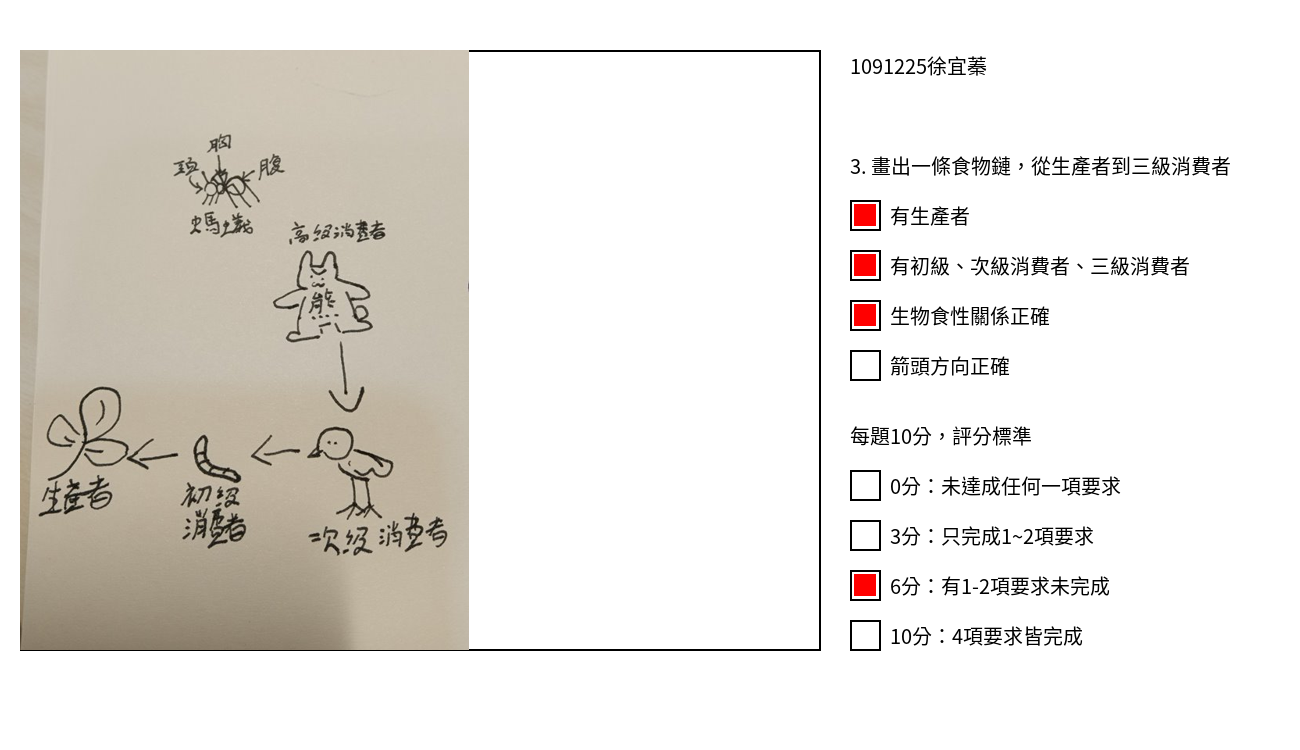 胸
頭
腹
螞蟻
高級消費者
熊
生產者
初級
消費者
次級消費者
1091225徐宜蓁
3. 畫出一條食物鏈，從生產者到三級消費者
有生產者
有初級、次級消費者、三級消費者
生物食性關係正確
箭頭方向正確
每題10分，評分標準
0分：未達成任何一項要求
3分：只完成1~2項要求
6分：有1-2項要求未完成
10分：4項要求皆完成